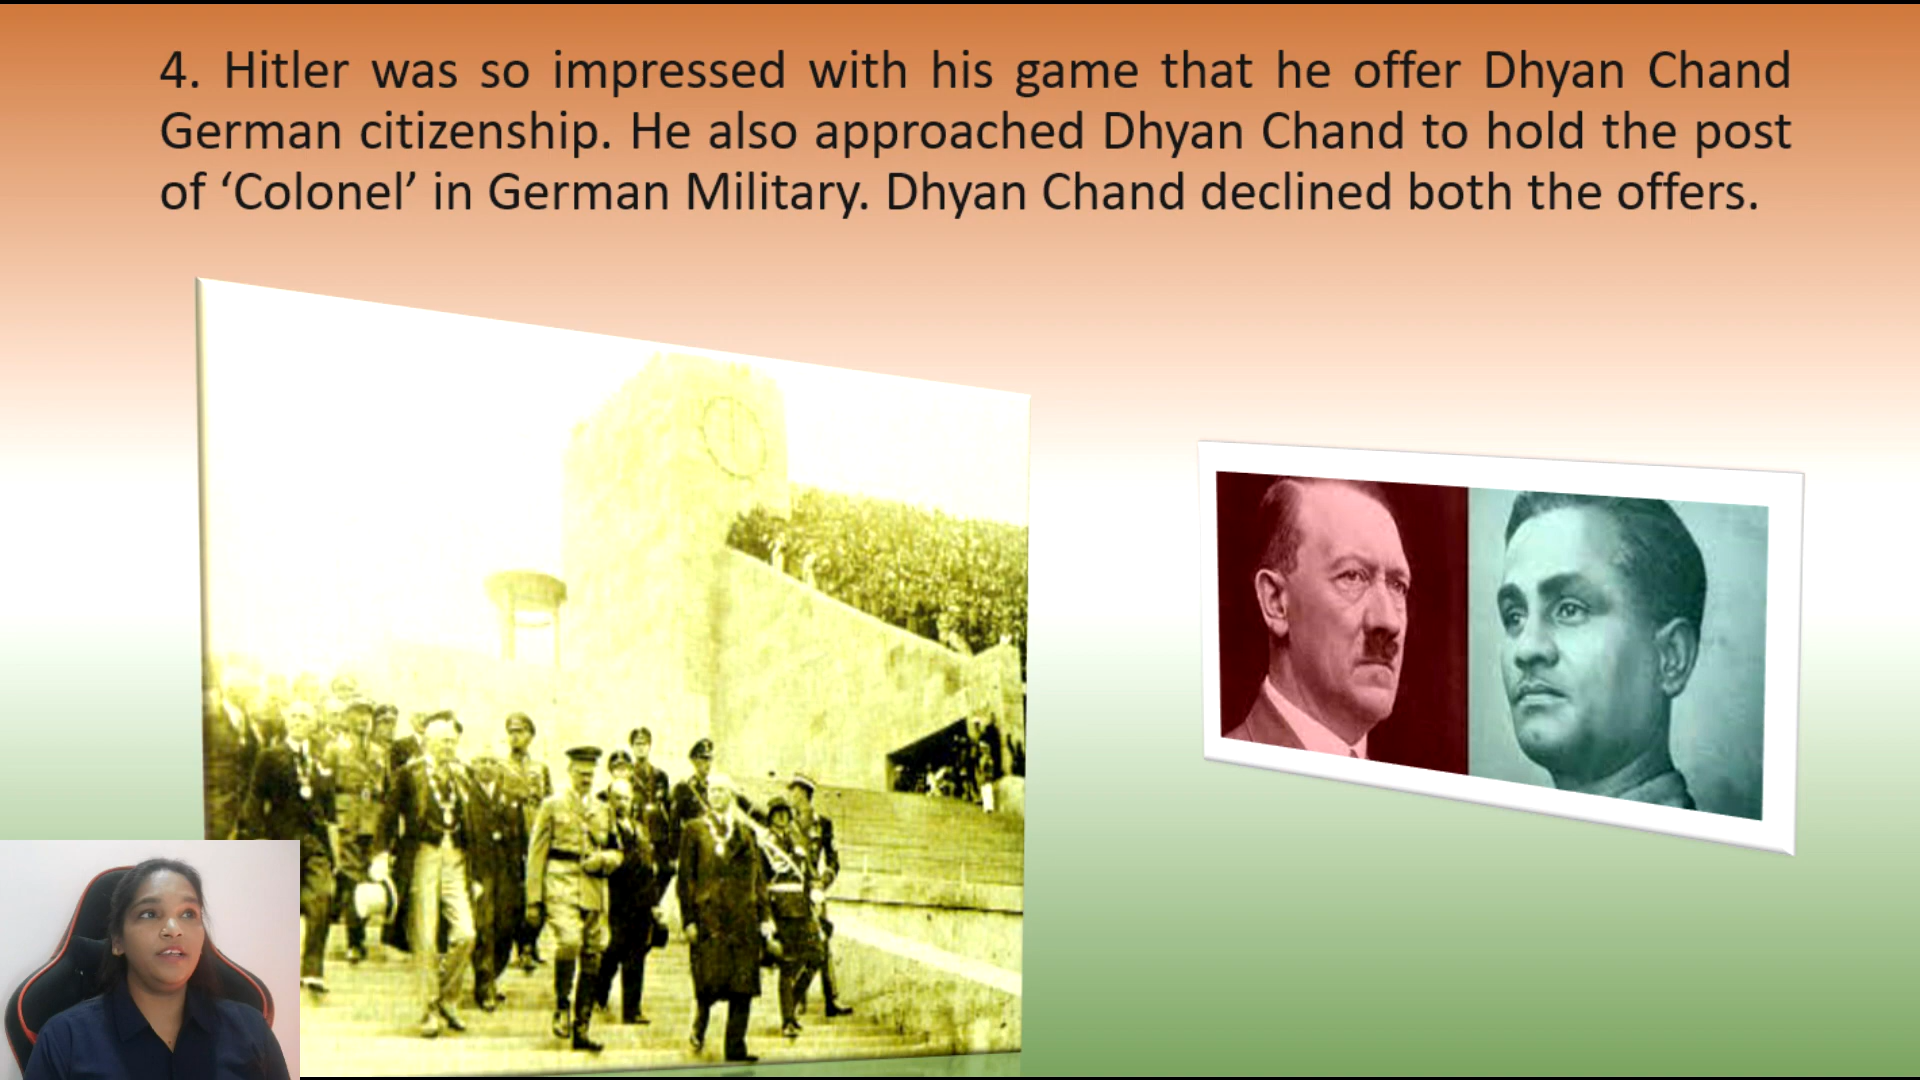 4. Hitler was so impressed with his game that he offer Dhyan Chand
German citizenship. He also approached Dhyan Chand to hold the post
of ‘Colonel’ in German Military. Dhyan Chand declined both the offers.